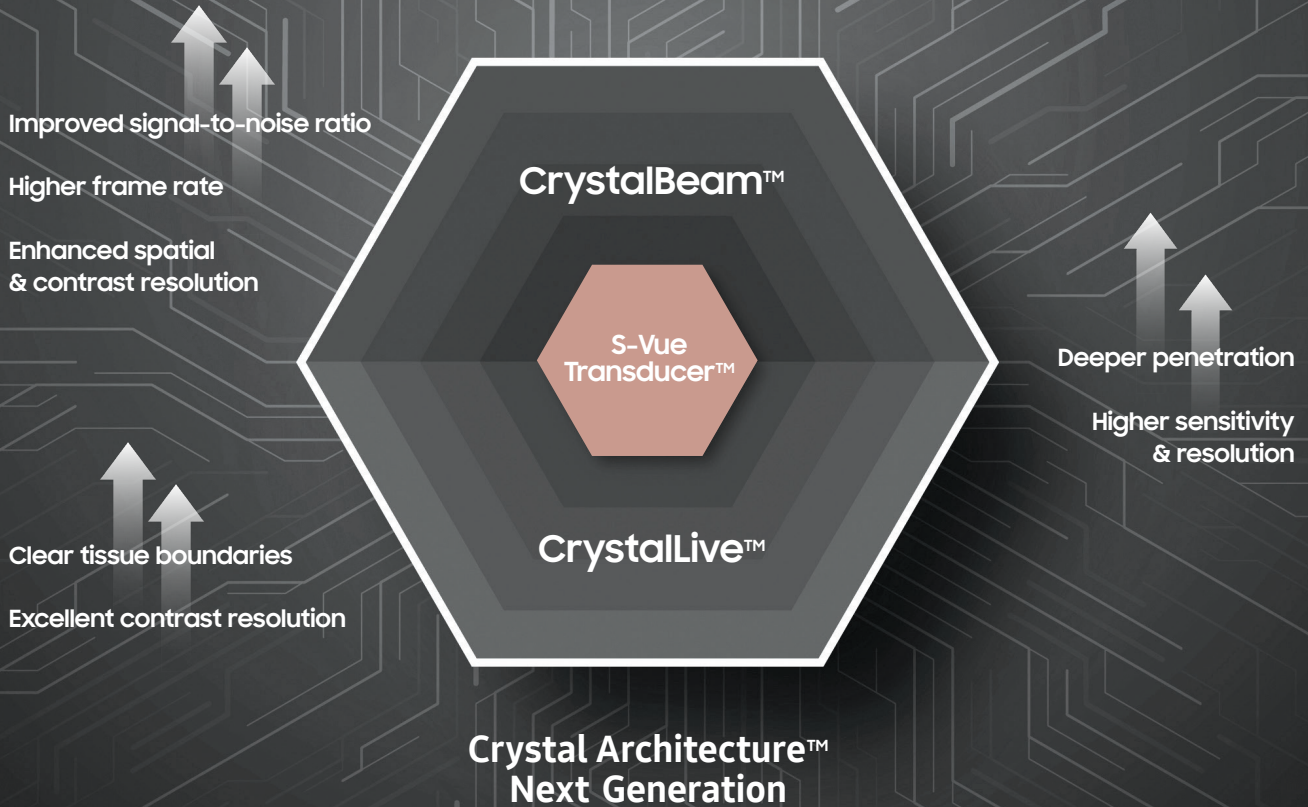 Improved signal-to-noise ratio
Higher frame rate
Enhanced spatial
& contrast resolution
CrystalBeam™
S-Vue
Transducer™
Deeper penetration
Higher sensitivity
& resolution
CrystalLive™
Clear tissue boundaries
Excellent contrast resolution
Crystal Architecture™
Next Generation